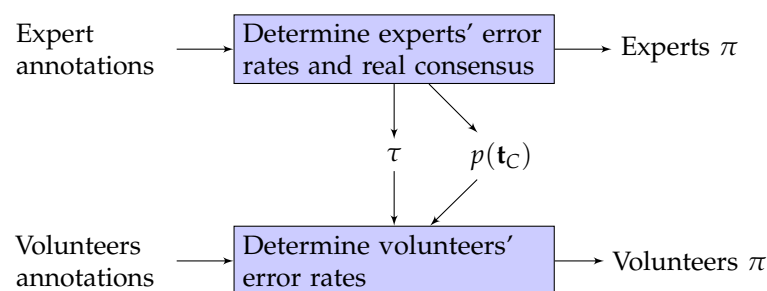 Expert
annotations
Determine experts’ error
rates and real consensus
Experts π
τ
p(t_C)
Volunteers
annotations
Determine volunteers’
error rates
Volunteers π